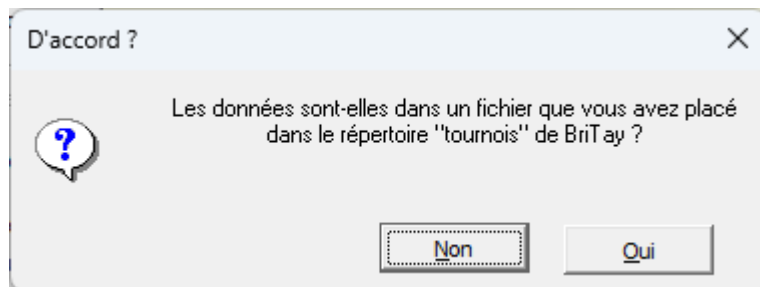 D'accord ?
Les données sont-elles dans un fichier que vous avez placé
dans le répertoire "tournois" de BriTay ?
Non
Oui